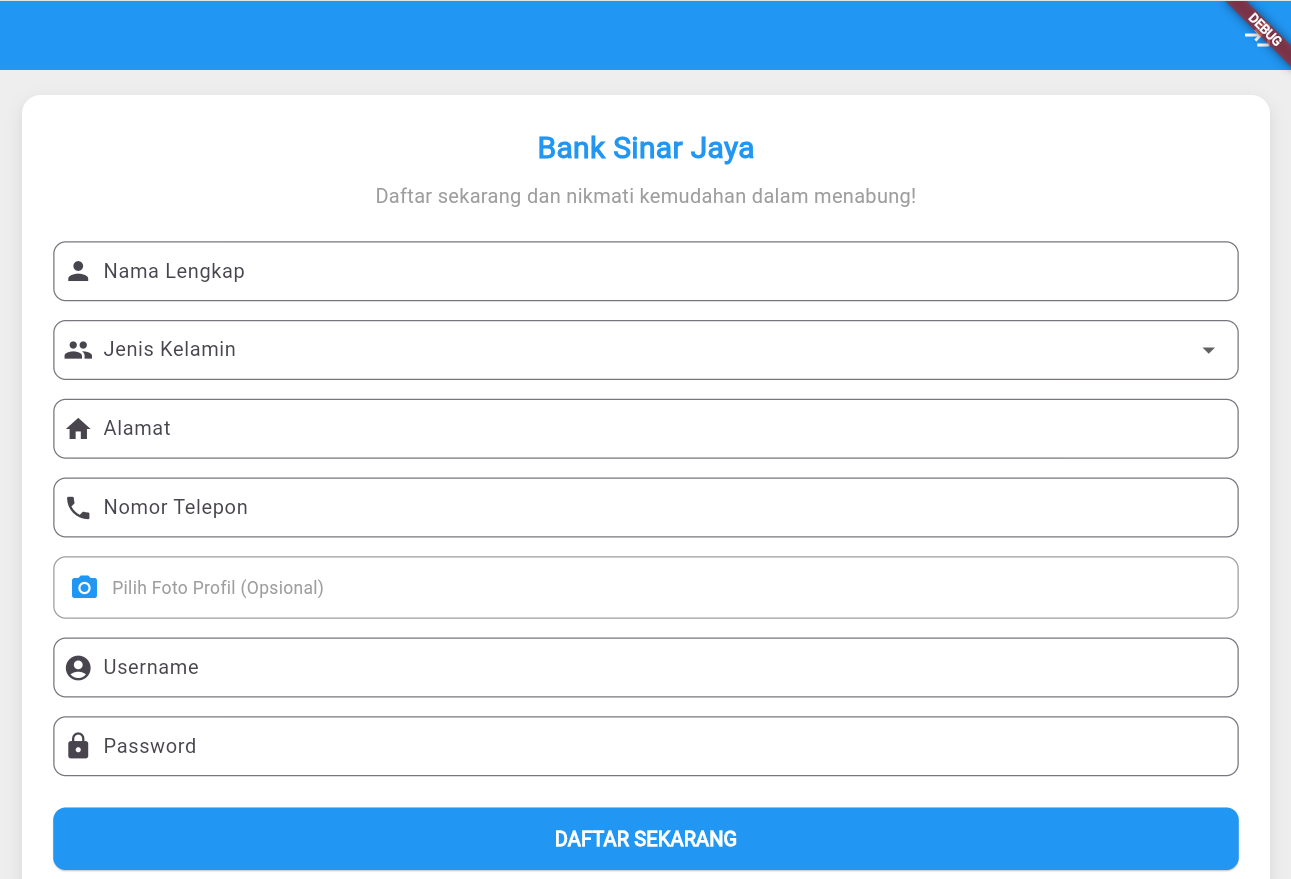 DEBUG
Bank Sinar Jaya
Daftar sekarang dan nikmati kemudahan dalam menabung!
Nama Lengkap
Jenis Kelamin
Alamat
Nomor Telepon
Pilih Foto Profil (Opsional)
Username
Password
DAFTAR SEKARANG